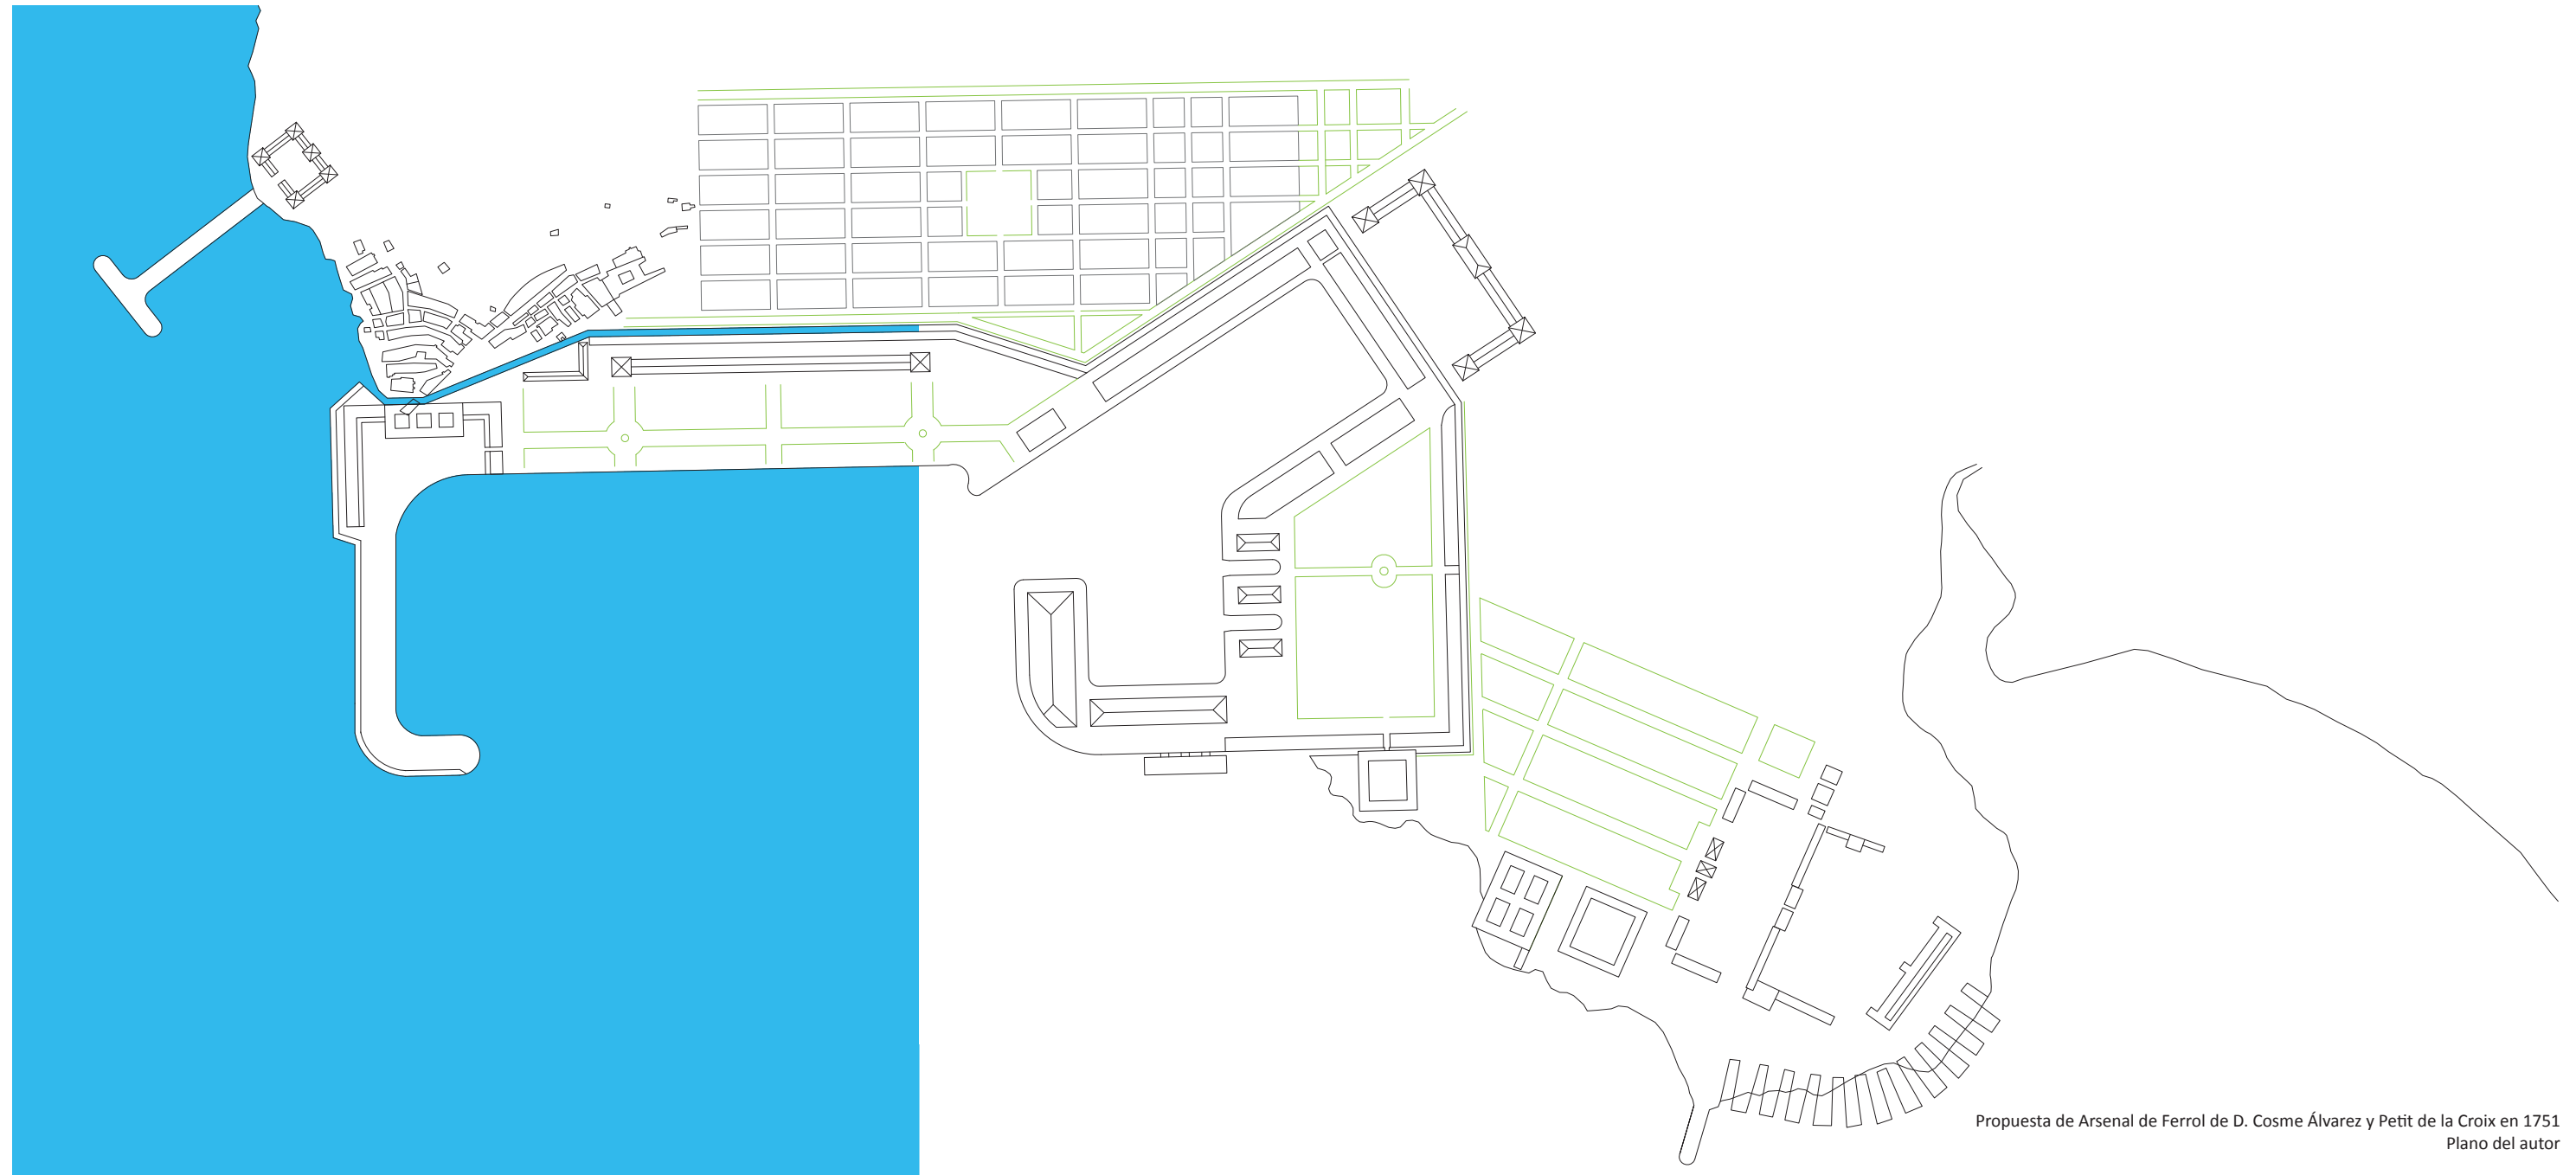 Propuesta de Arsenal de Ferrol de D. Cosme Álvarez y Petit de la Croix en 1751
Plano del autor